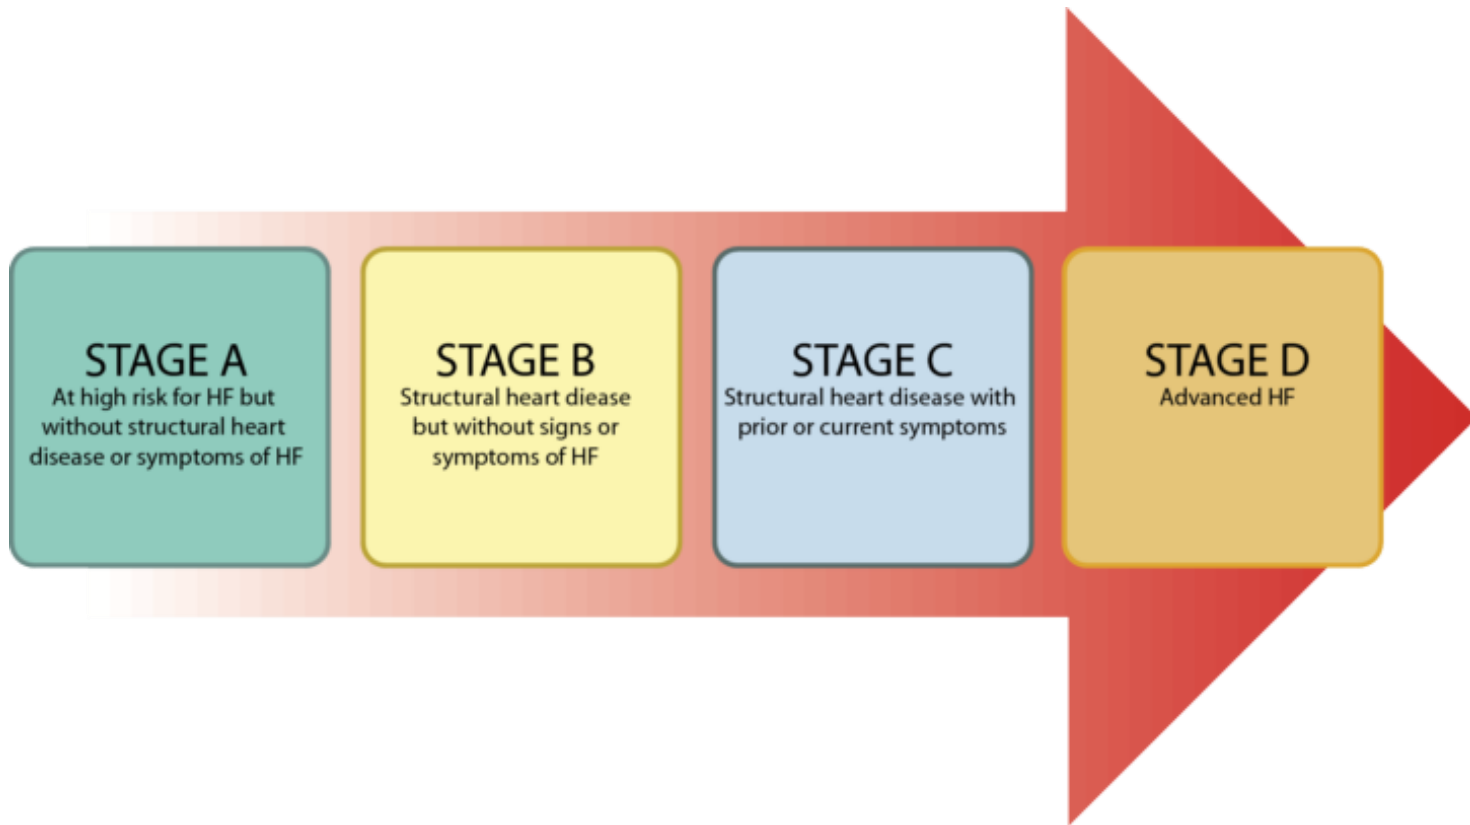 STAGE A
At high risk for HF but
without structural heart
disease or symptoms of HF
STAGE B
Structural heart diease
but without signs or
symptoms of HF
STAGE C
Structural heart disease with
prior or current symptoms
STAGE D
Advanced HF